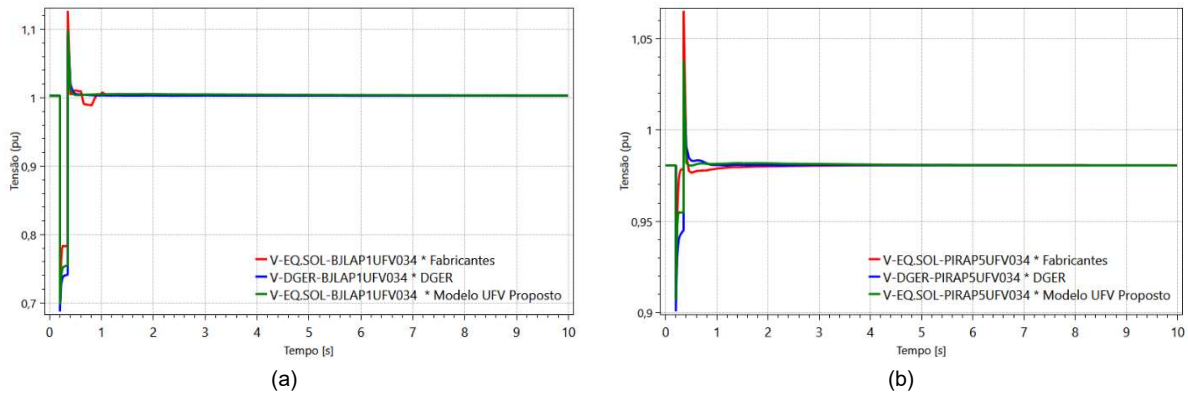 1,1
1
0,9
0,8
0,7
Tensão (pu)
V-EQ.SOL-BJLAP1UFV034 * Fabricantes
V-DGER-BJLAP1UFV034 * DGER
V-EQ.SOL-BJLAP1UFV034 * Modelo UFV Proposto
0 1 2 3 4 5 6 7 8 9 10
Tempo [s]
(a)
1,05
1
0,95
0,9
Tensão (pu)
V-EQ.SOL-PIRAP5UFV034 * Fabricantes
V-DGER-PIRAP5UFV034 * DGER
V-EQ.SOL-PIRAP5UFV034 * Modelo UFV Proposto
0 1 2 3 4 5 6 7 8 9 10
Tempo [s]
(b)